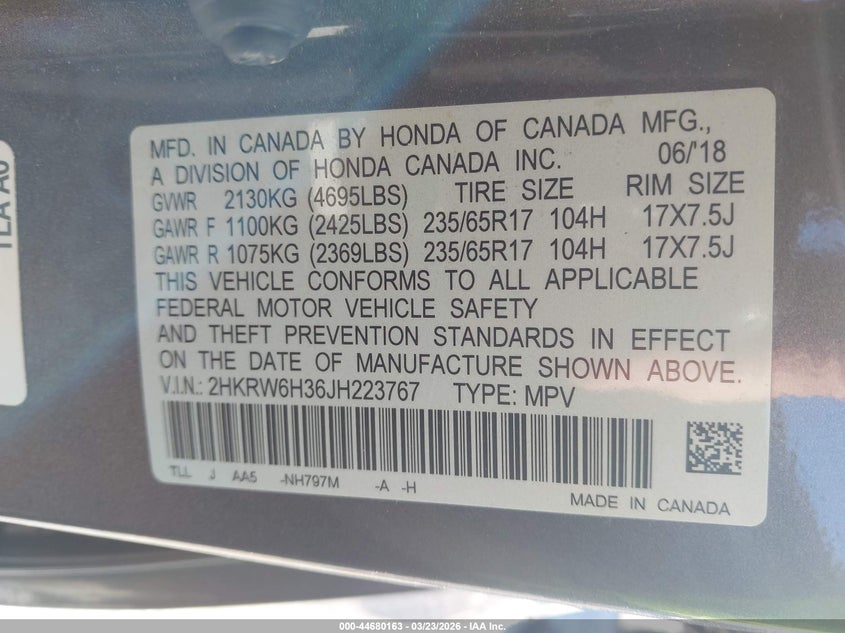 MFD. IN CANADA BY HONDA OF CANADA MFG.,
A DIVISION OF HONDA CANADA INC. 06/'18
GVWR 2130KG (4695LBS) TIRE SIZE RIM SIZE
GAWR F 1100KG (2425LBS) 235/65R17 104H 17X7.5J
GAWR R 1075KG (2369LBS) 235/65R17 104H 17X7.5J
THIS VEHICLE CONFORMS TO ALL APPLICABLE
FEDERAL MOTOR VEHICLE SAFETY
AND THEFT PREVENTION STANDARDS IN EFFECT
ON THE DATE OF MANUFACTURE SHOWN ABOVE.
V.I.N.: 2HKRW6H36JH223767 TYPE: MPV
TLL J AA5 -NH797M -A -H
MADE IN CANADA
TLA A0
000-44680163 - 03/23/2026 - IAA Inc.